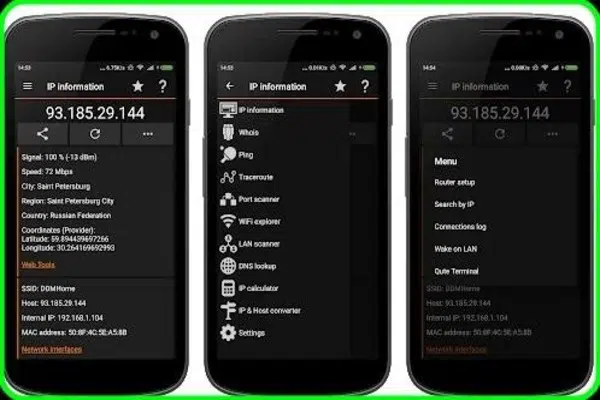 14:53 ...6.75K/s
IP information
93.185.29.144
Signal: 100 % (-13 dBm)
Speed: 72 Mbps
City: Saint Petersburg
Region: Saint Petersburg City
Country: Russian Federation
Coordinates (Provider):
Latitude: 59.894439697266
Longitude: 30.264169692993
Web Tools
SSID: DDMHome
Host: 93.185.29.144
Internal IP: 192.168.1.104
MAC address: 50:8F:4C:5E:A5:8B
Network Interfaces
14:53 ...0.01K/s
IP information
IP information
Whois
Ping
Traceroute
Port scanner
WiFi explorer
LAN scanner
DNS lookup
IP calculator
IP & Host converter
Settings
14:54 ...0.00K/s
IP information
93.185.29.144
Menu
Router setup
Search by IP
Connections log
Wake on LAN
Qute Terminal
SSID: DDMHome
Host: 93.185.29.144
Internal IP: 192.168.1.104
MAC address: 50:8F:4C:5E:A5:8B
Network Interfaces